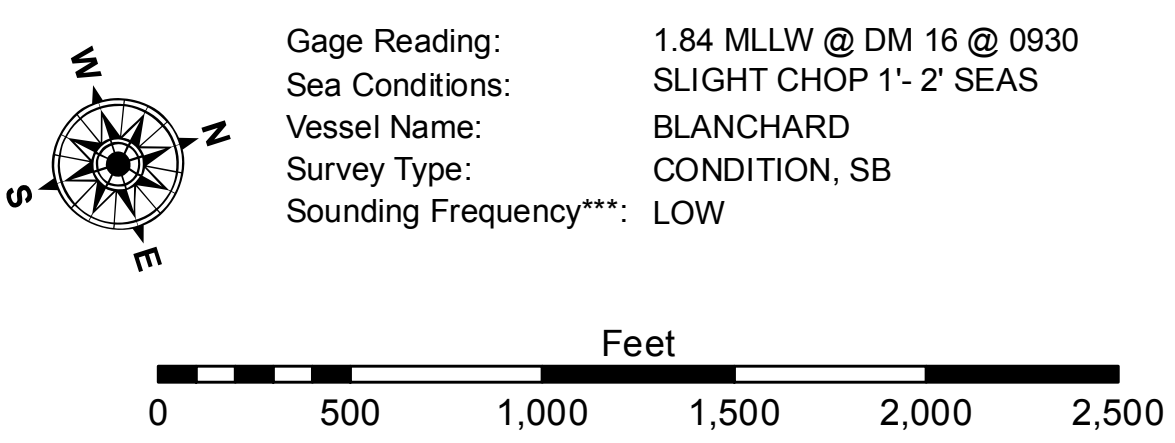 W
N
S
E
Gage Reading: 1.84 MLLW @ DM 16 @ 0930
Sea Conditions: SLIGHT CHOP 1'- 2' SEAS
Vessel Name: BLANCHARD
Survey Type: CONDITION, SB
Sounding Frequency***: LOW
Feet
0 500 1,000 1,500 2,000 2,500